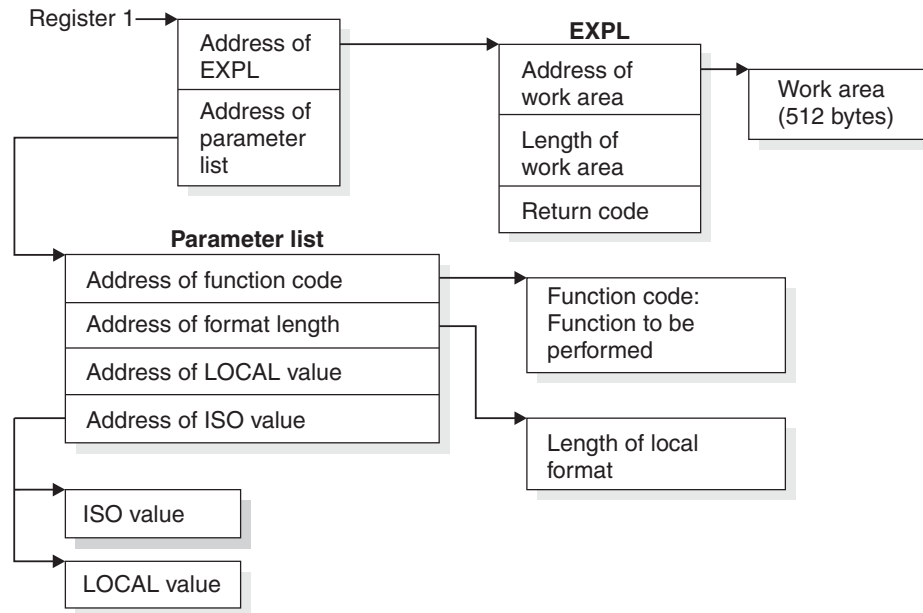 Register 1
Address of
EXPL
Address of
parameter
list
EXPL
Address of
work area
Length of
work area
Return code
Work area
(512 bytes)
Parameter list
Address of function code
Address of format length
Address of LOCAL value
Address of ISO value
Function code:
Function to be
performed
Length of local
format
ISO value
LOCAL value